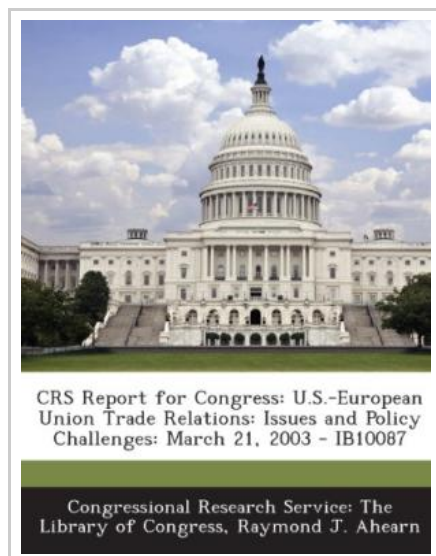 CRS Report for Congress: U.S.-European
Union Trade Relations: Issues and Policy
Challenges: March 21, 2003 - IB10087
Congressional Research Service: The
Library of Congress, Raymond J. Ahearn